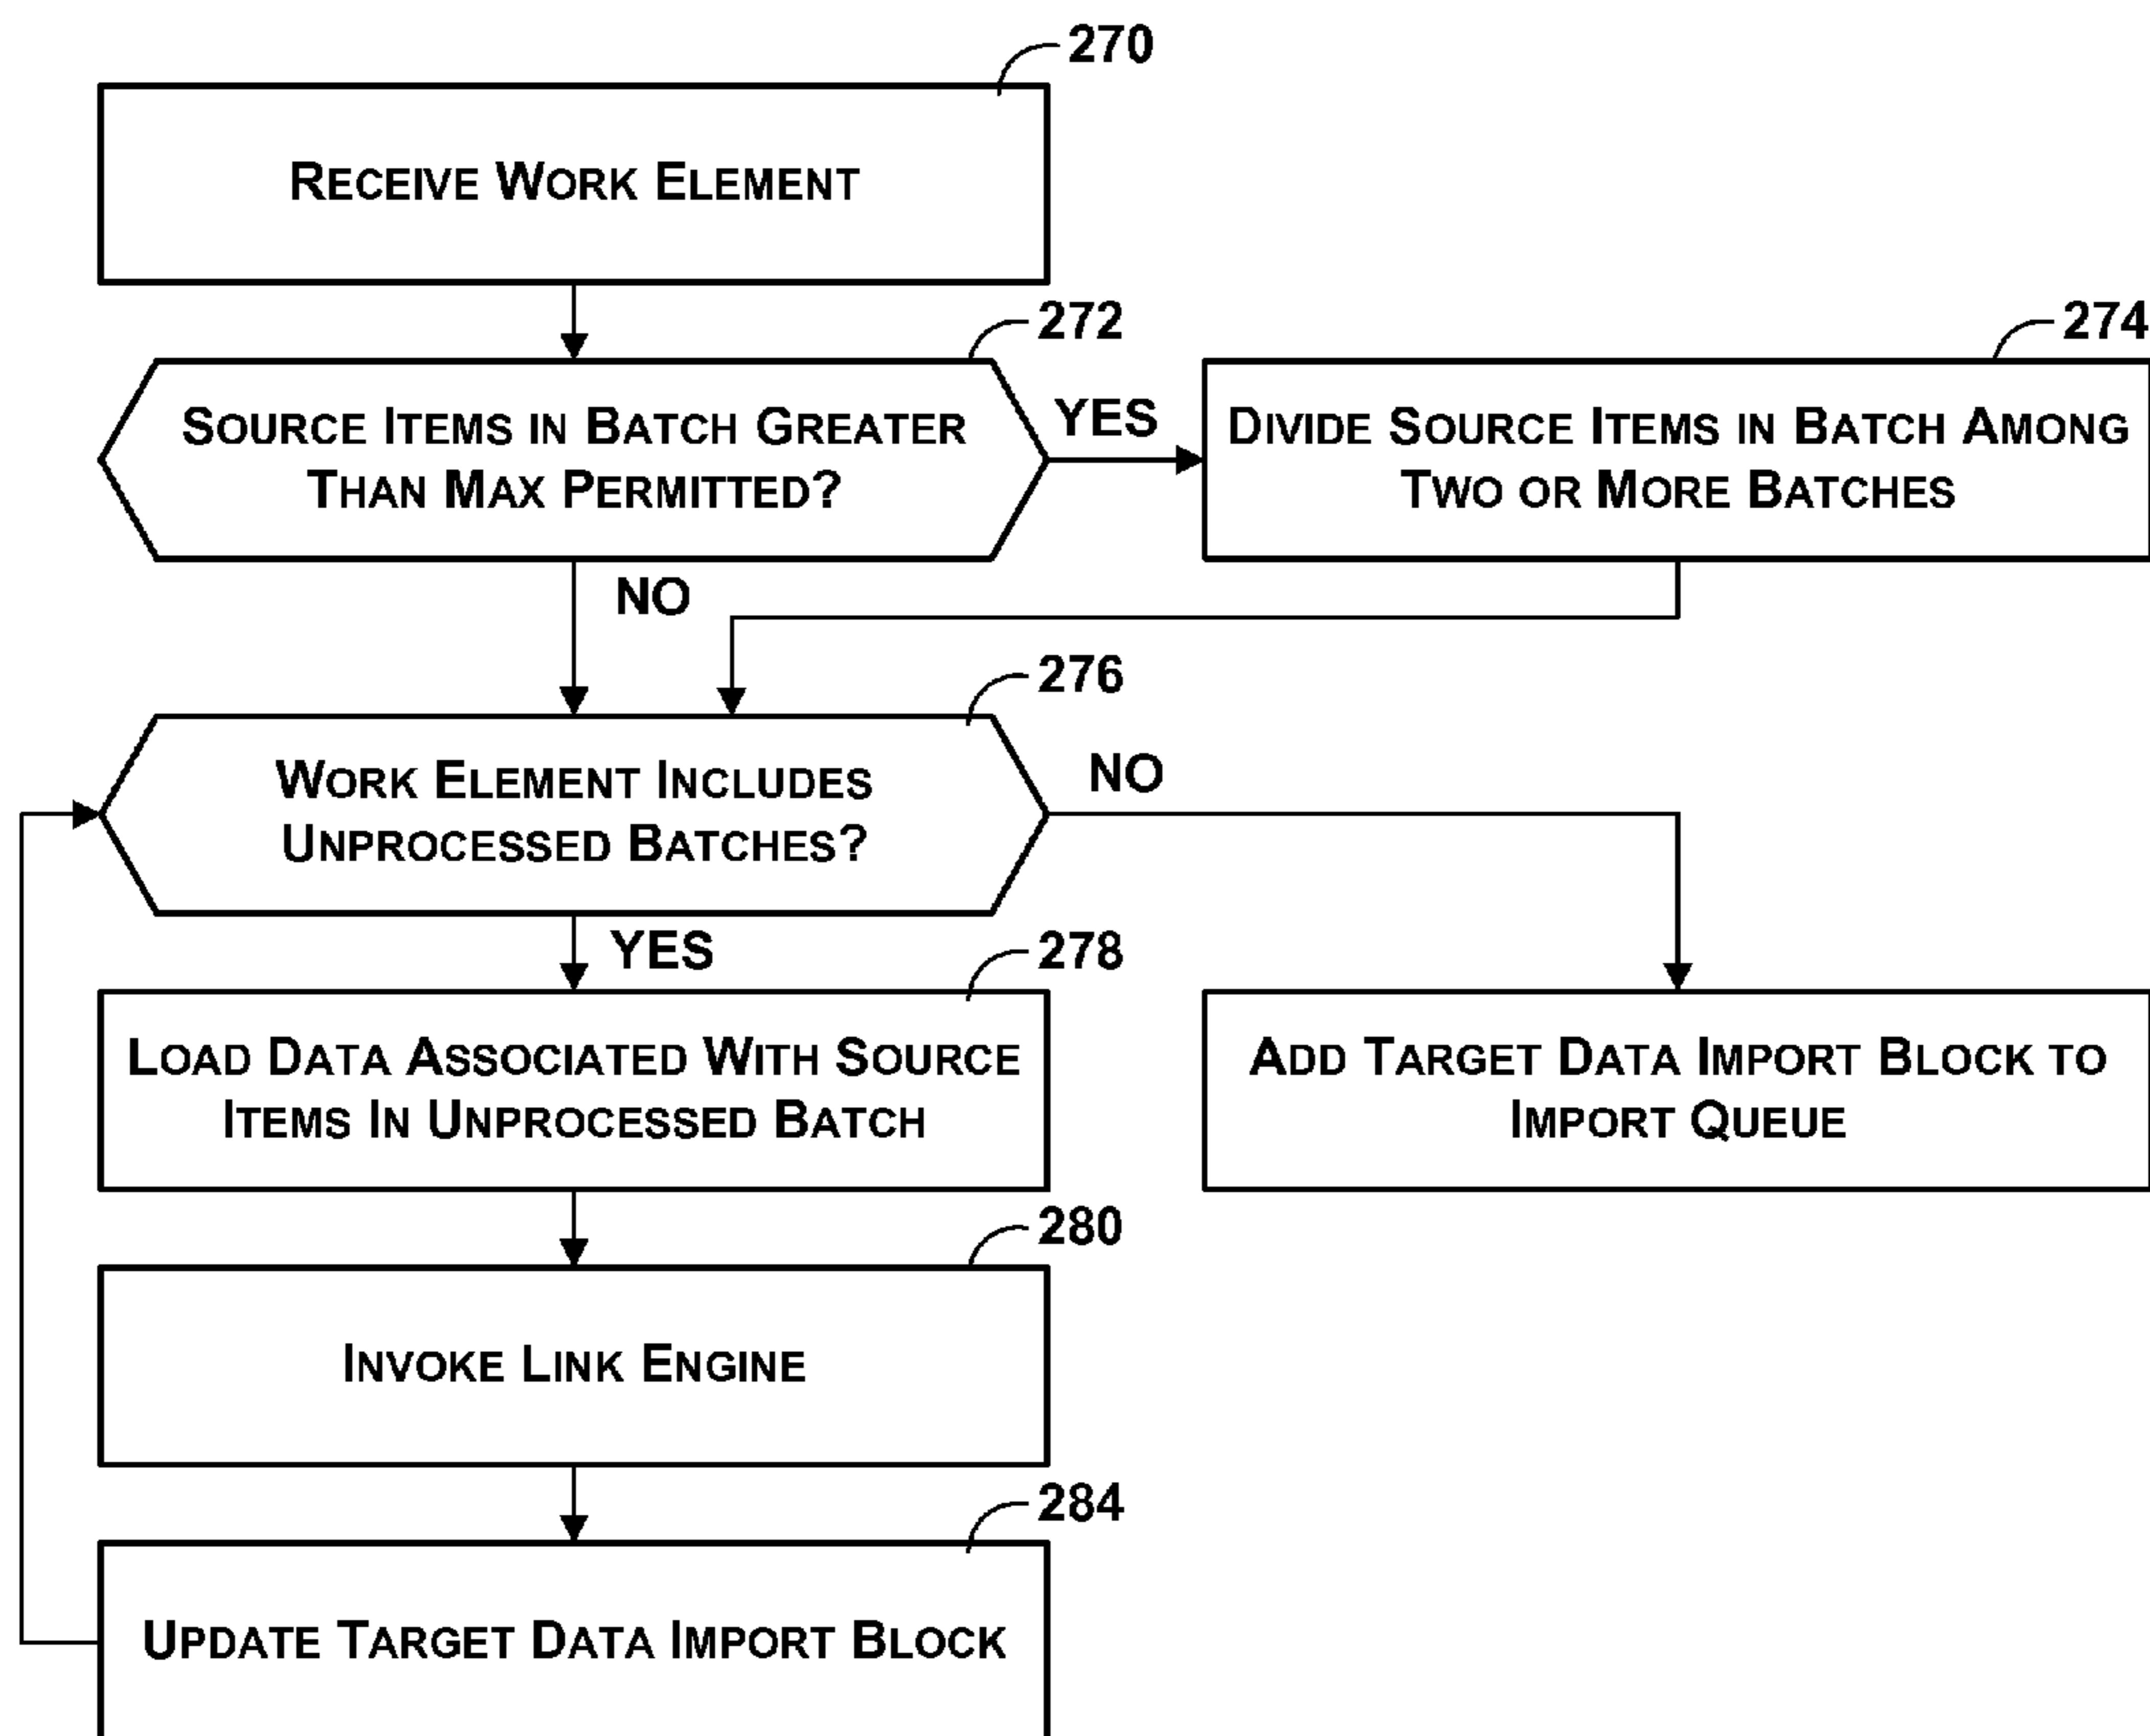 270
RECEIVE WORK ELEMENT
272
274
SOURCE ITEMS IN BATCH GREATER
THAN MAX PERMITTED?
YES
DIVIDE SOURCE ITEMS IN BATCH AMONG
TWO OR MORE BATCHES
NO
276
WORK ELEMENT INCLUDES
UNPROCESSED BATCHES?
NO
YES
278
LOAD DATA ASSOCIATED WITH SOURCE
ITEMS IN UNPROCESSED BATCH
ADD TARGET DATA IMPORT BLOCK TO
IMPORT QUEUE
280
INVOKE LINK ENGINE
284
UPDATE TARGET DATA IMPORT BLOCK